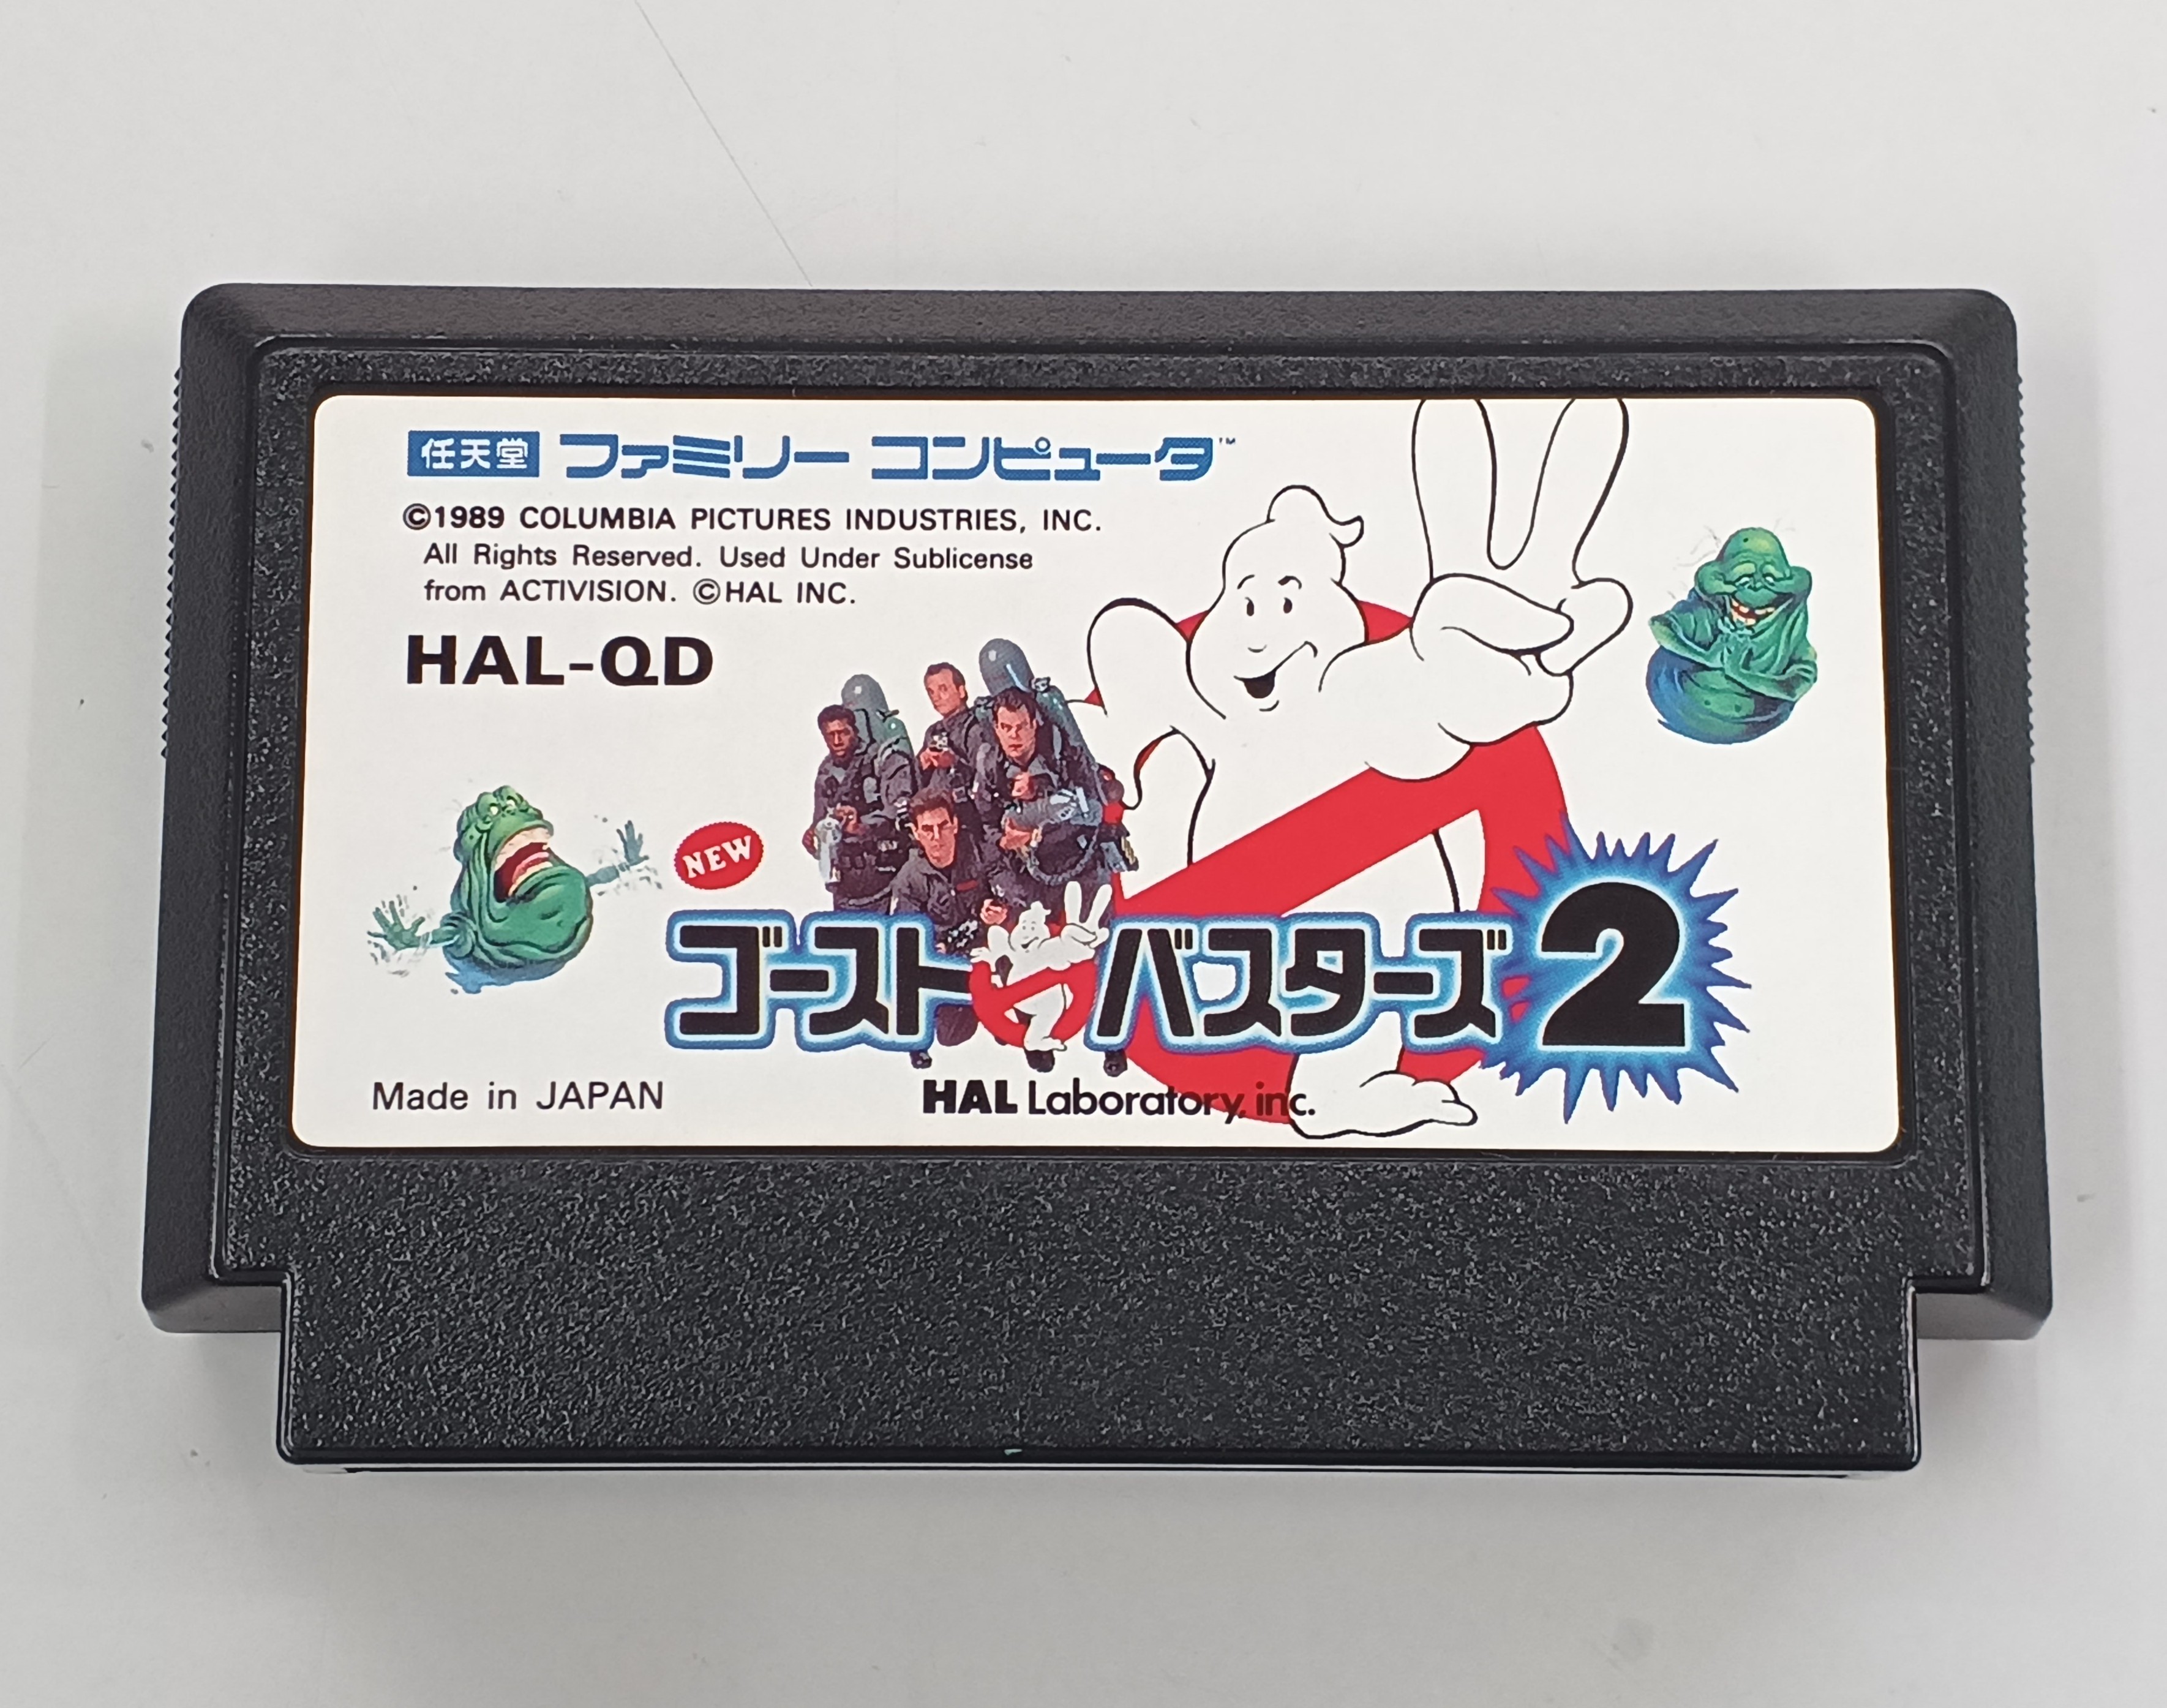 任天堂 ファミリー コンピュータ™
©1989 COLUMBIA PICTURES INDUSTRIES, INC.
All Rights Reserved. Used Under Sublicense
from ACTIVISION. ©HAL INC.
HAL-QD
NEW
ゴーストバスターズ2
Made in JAPAN
HAL Laboratory, inc.